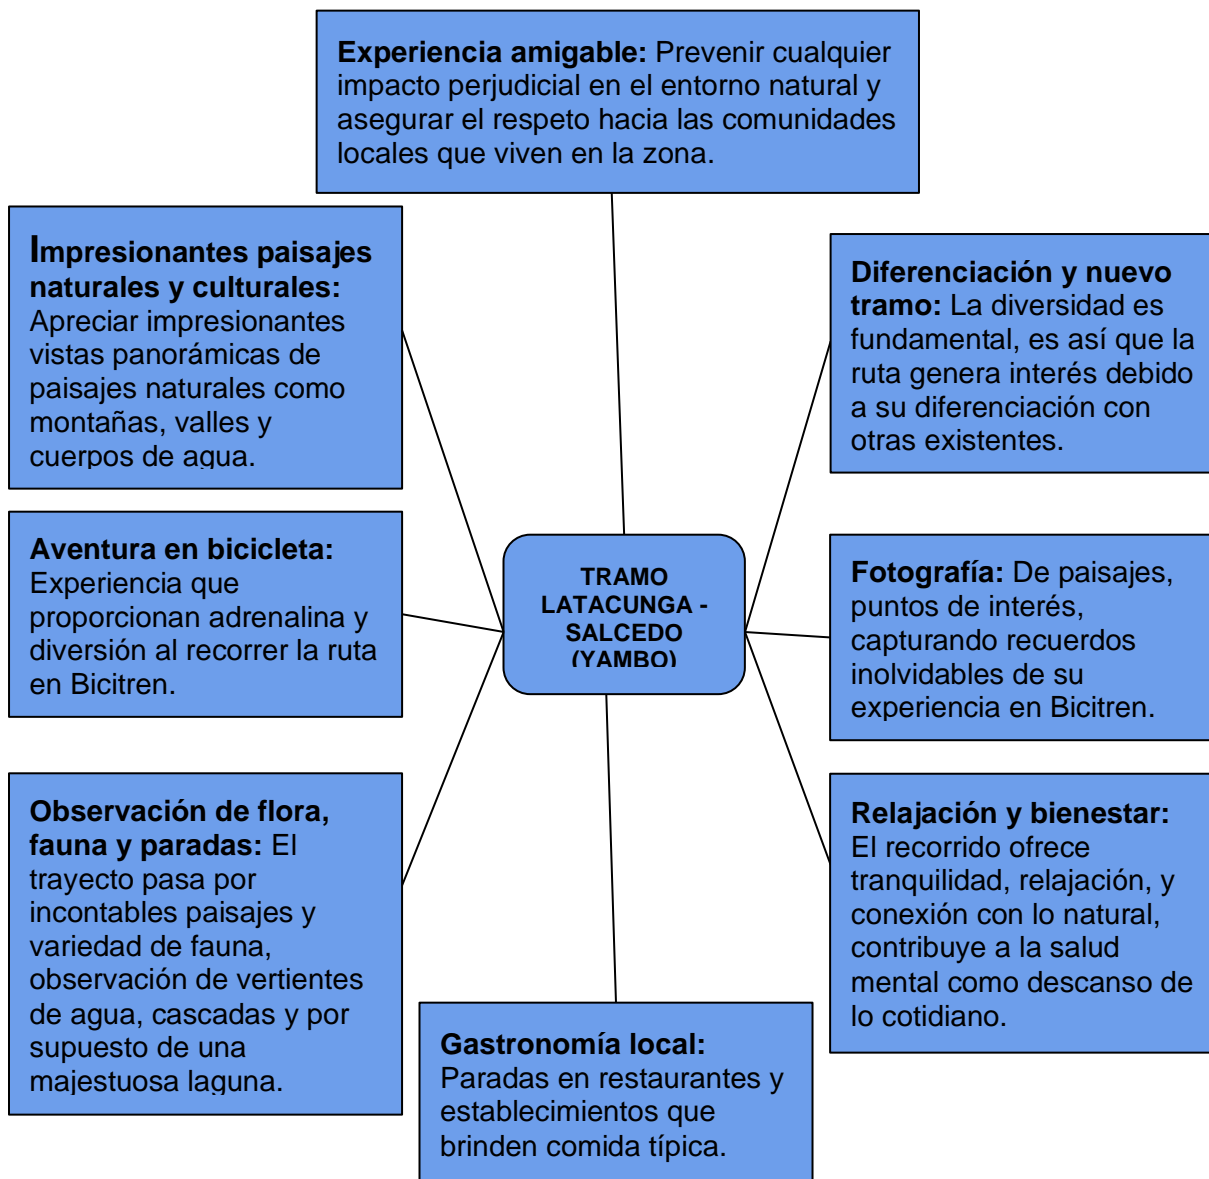 Experiencia amigable: Prevenir cualquier
impacto perjudicial en el entorno natural y
asegurar el respeto hacia las comunidades
locales que viven en la zona.
Impresionantes paisajes
naturales y culturales:
Apreciar impresionantes
vistas panorámicas de
paisajes naturales como
montañas, valles y
cuerpos de agua.
Diferenciación y nuevo
tramo: La diversidad es
fundamental, es así que la
ruta genera interés debido
a su diferenciación con
otras existentes.
Aventura en bicicleta:
Experiencia que
proporcionan adrenalina y
diversión al recorrer la ruta
en Bicitren.
TRAMO
LATACUNGA -
SALCEDO
(YAMBO)
Fotografía: De paisajes,
puntos de interés,
capturando recuerdos
inolvidables de su
experiencia en Bicitren.
Observación de flora,
fauna y paradas: El
trayecto pasa por
incontables paisajes y
variedad de fauna,
observación de vertientes
de agua, cascadas y por
supuesto de una
majestuosa laguna.
Relajación y bienestar:
El recorrido ofrece
tranquilidad, relajación, y
conexión con lo natural,
contribuye a la salud
mental como descanso de
lo cotidiano.
Gastronomía local:
Paradas en restaurantes y
establecimientos que
brinden comida típica.